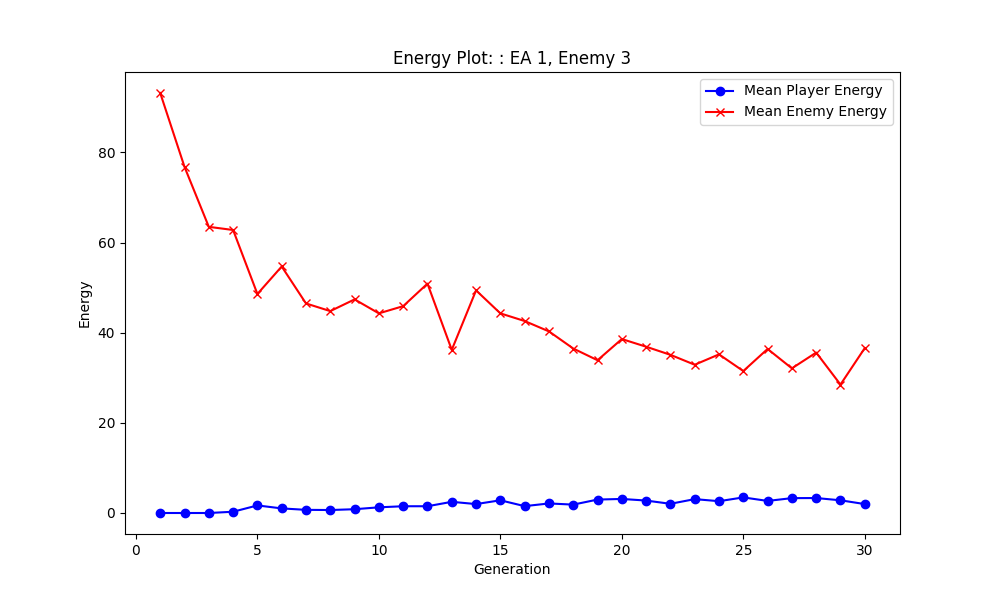 Energy Plot: : EA 1, Enemy 3
Mean Player Energy
Mean Enemy Energy
80
60
40
20
0
Energy
0 5 10 15 20 25 30
Generation